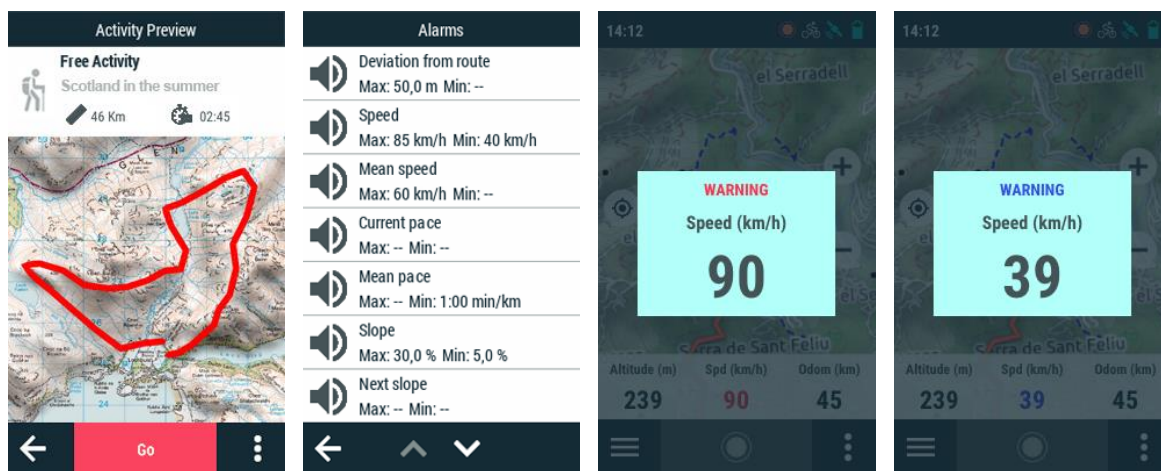 Activity Preview
Free Activity
Scotland in the summer
46 Km 02:45
24
Go
Alarms
Deviation from route
Max: 50,0 m Min: --
Speed
Max: 85 km/h Min: 40 km/h
Mean speed
Max: 60 km/h Min: --
Current pace
Max: -- Min: --
Mean pace
Max: -- Min: 1:00 min/km
Slope
Max: 30,0 % Min: 5,0 %
Next slope
Max: -- Min: --
14:12
el Serradell
WARNING
Speed (km/h)
90
Serra de Sant Feliu
Altitude (m) Spd (km/h) Odom (km)
239 90 45
14:12
el Serradell
WARNING
Speed (km/h)
39
Serra de Sant Feliu
Altitude (m) Spd (km/h) Odom (km)
239 39 45